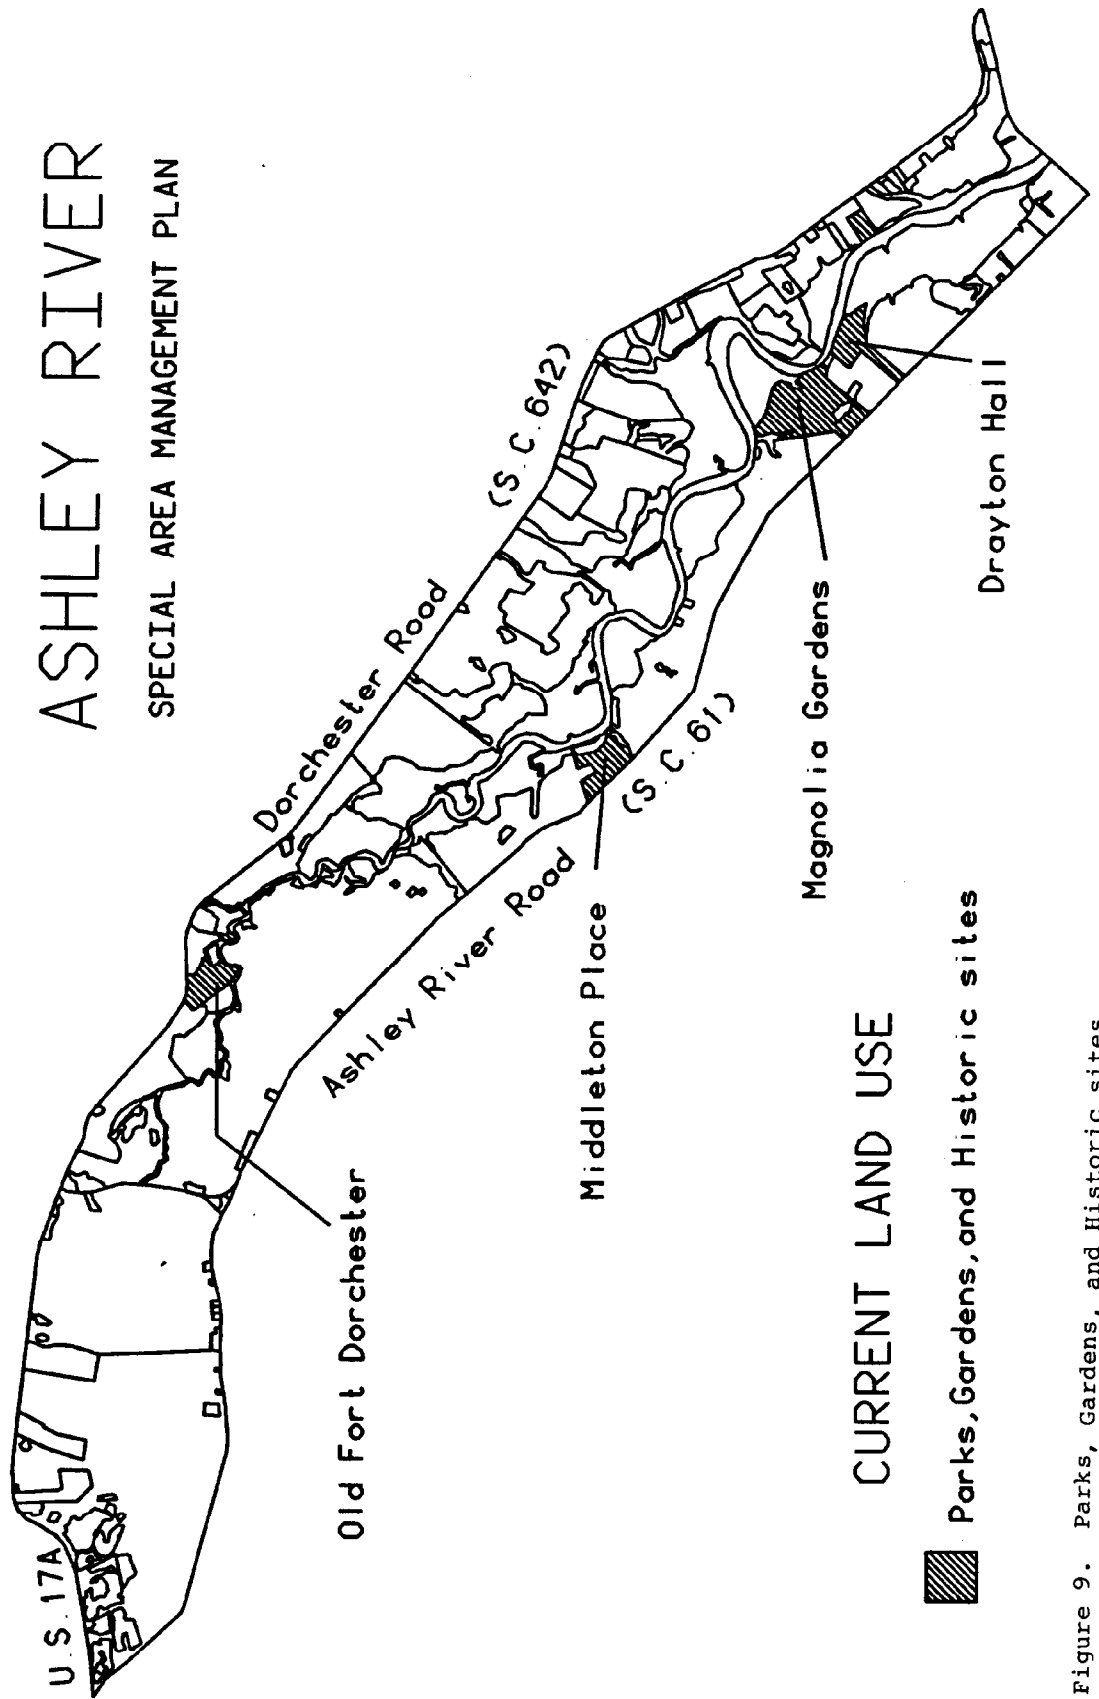 ASHLEY RIVER
SPECIAL AREA MANAGEMENT PLAN
U.S. 17A
Dorchester Road
(S.C. 642)
Old Fort Dorchester
Ashley River Road
(S.C. 61)
Middleton Place
Magnolia Gardens
Drayton Hall
CURRENT LAND USE
Parks, Gardens, and Historic sites
Figure 9. Parks, Gardens, and Historic sites